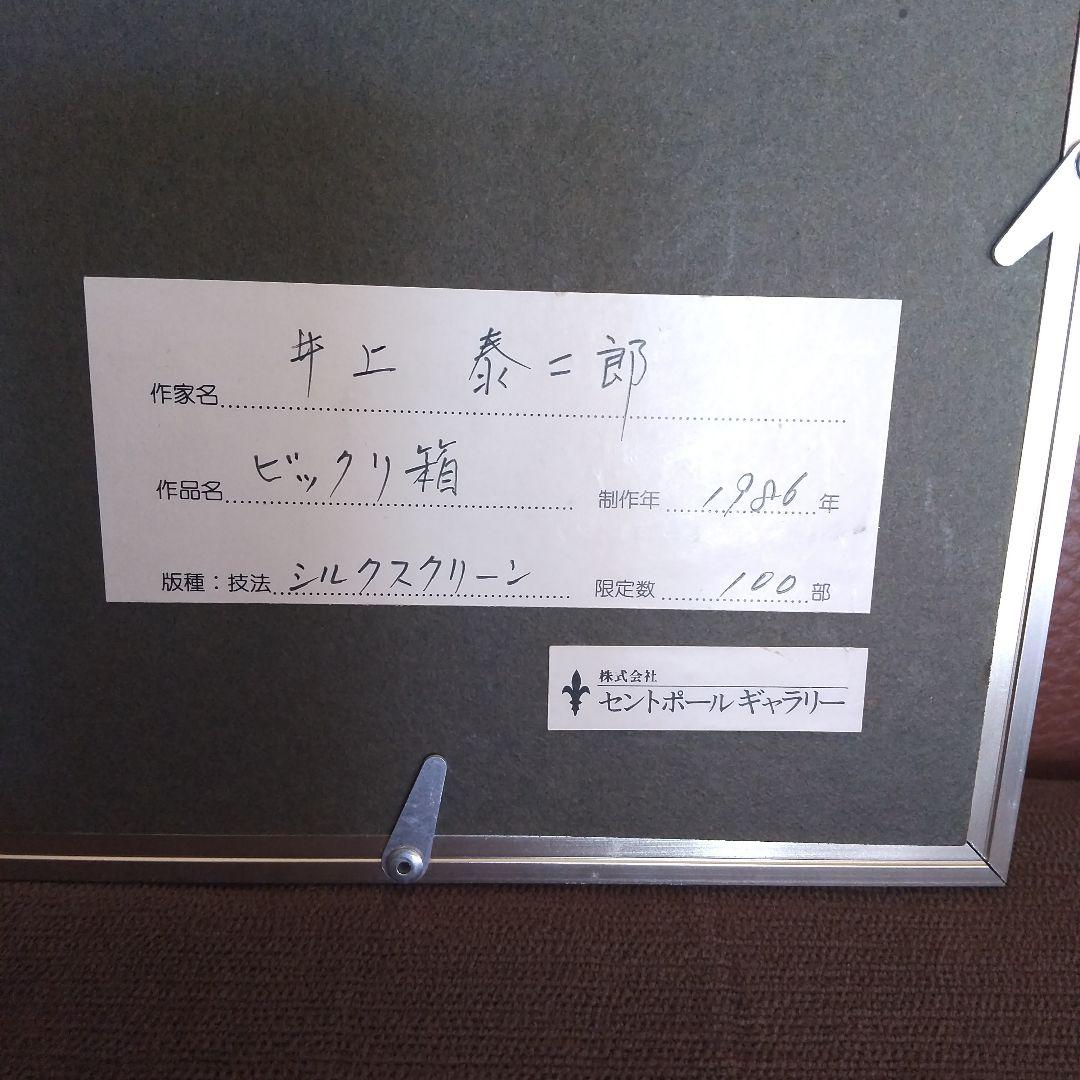 作家名 井上 泰二郎
作品名 ビックリ箱 制作年 1986 年
版種：技法 シルクスクリーン 限定数 100 部
株式会社
セントポール ギャラリー